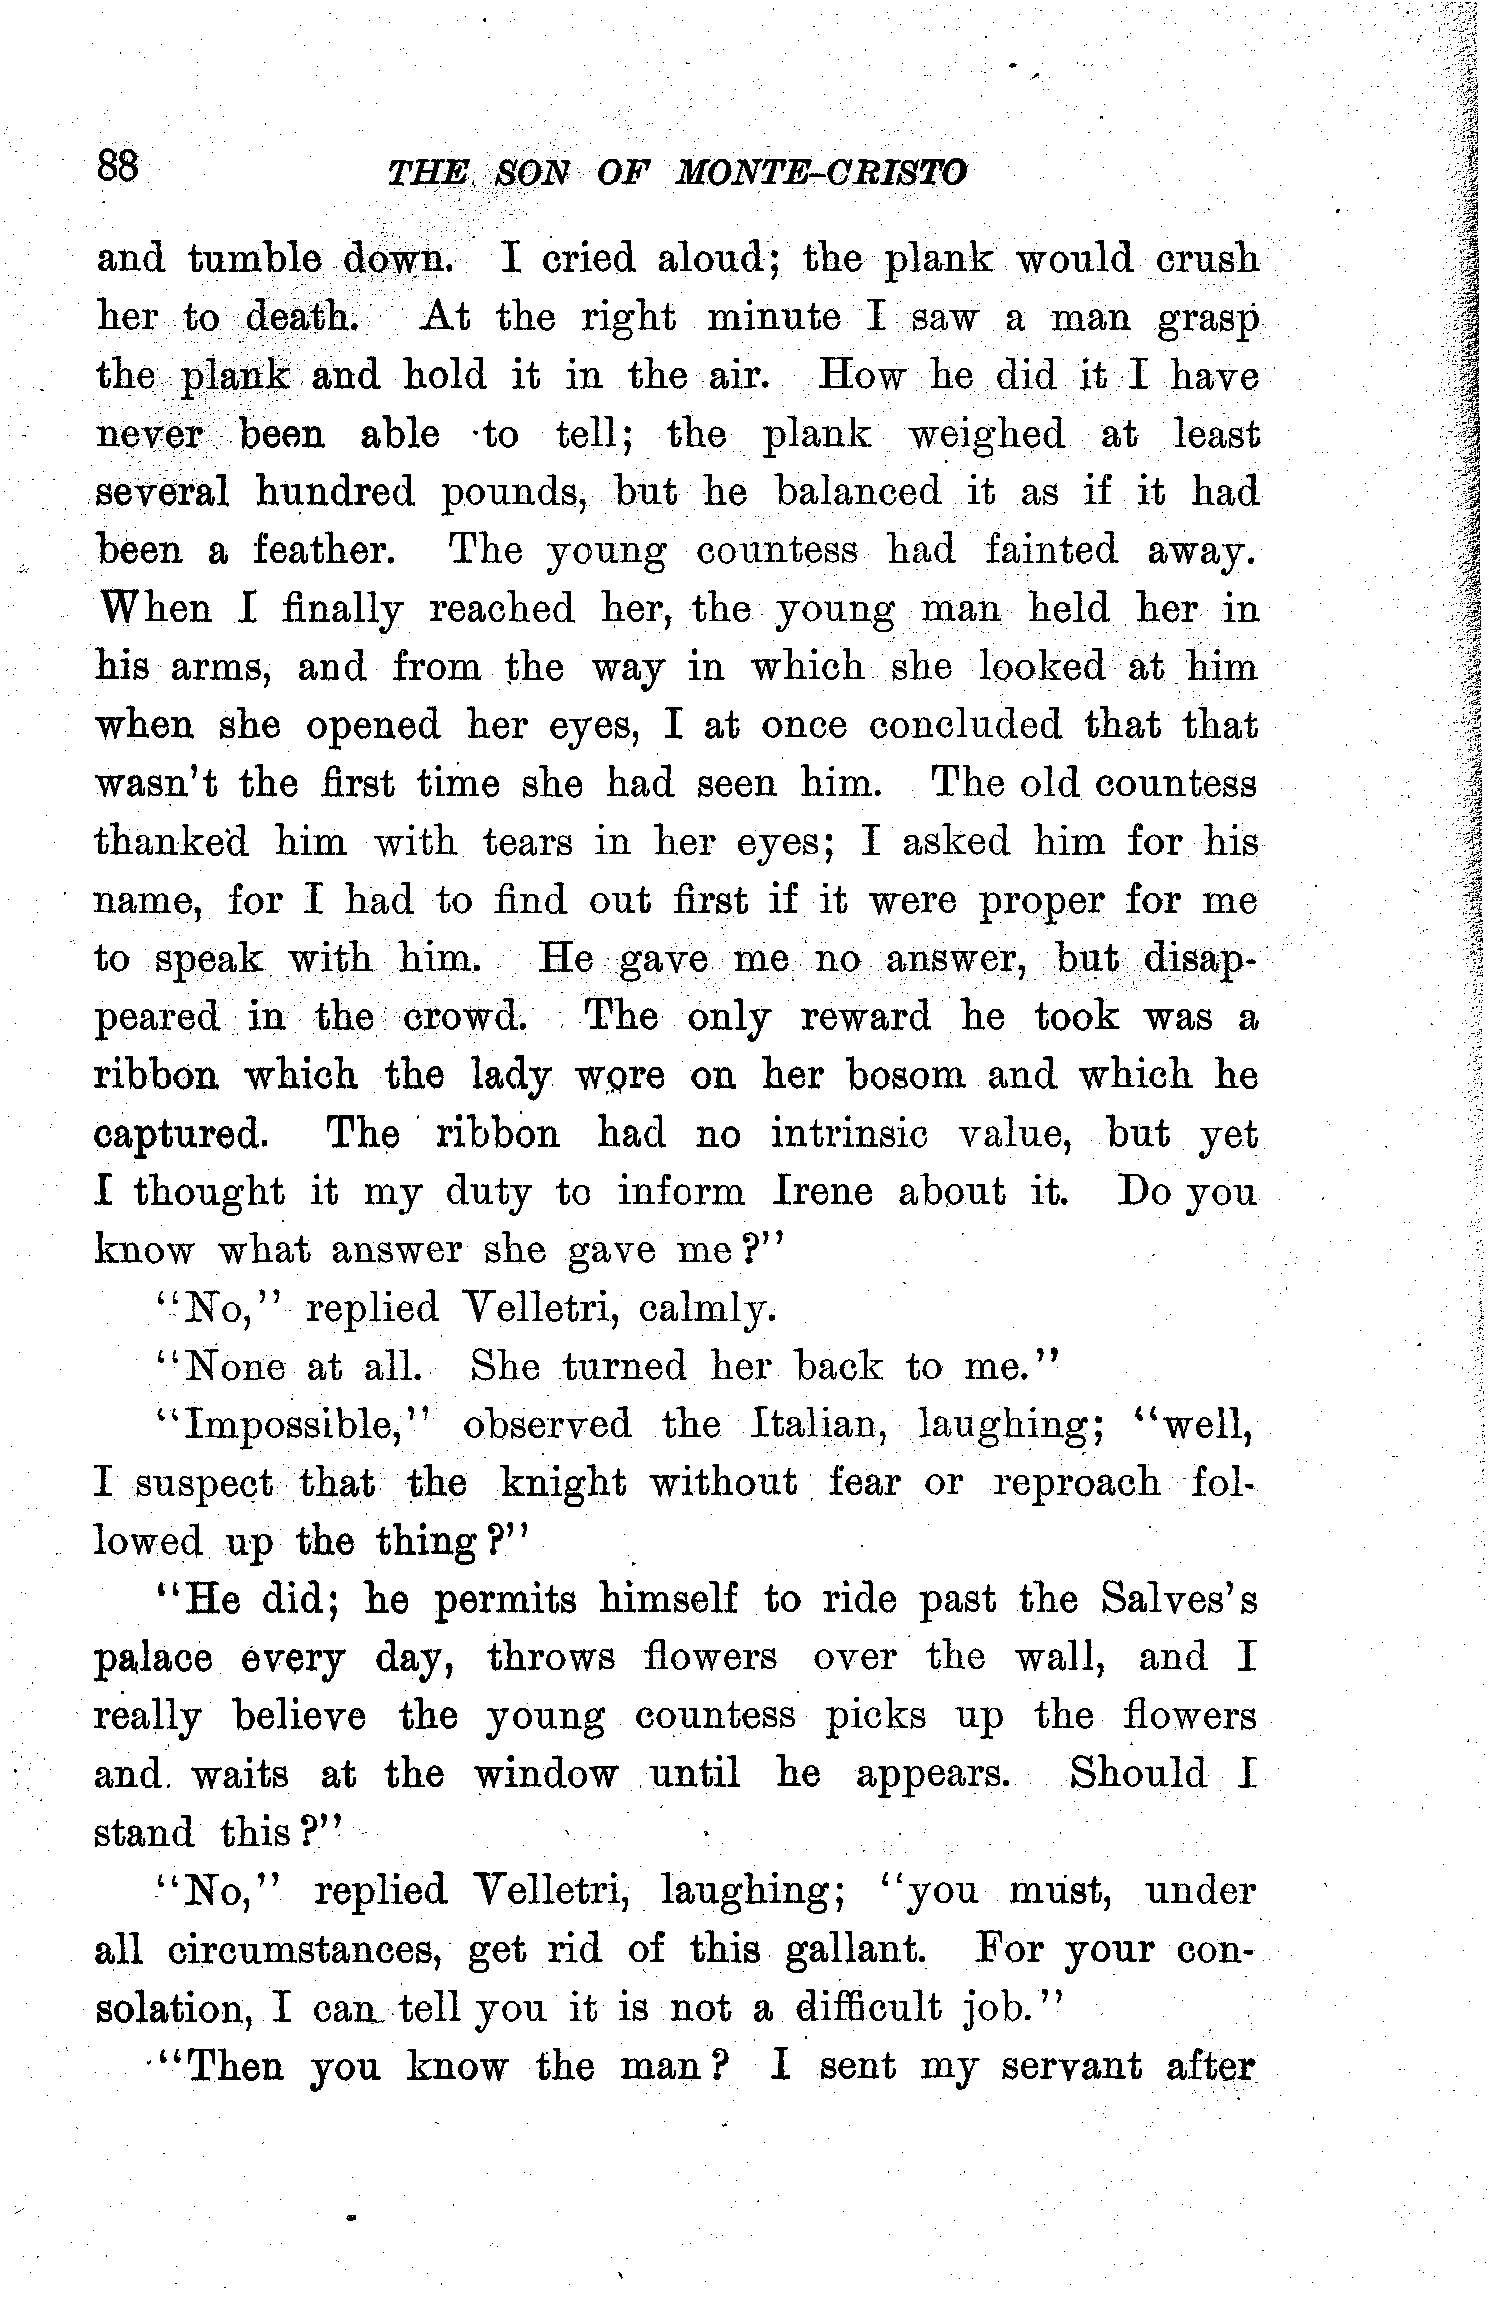 88 THE SON OF MONTE-CRISTO
and tumble down. I cried aloud; the plank would crush
her to death. At the right minute I saw a man grasp
the plank and hold it in the air. How he did it I have
never been able to tell; the plank weighed at least
several hundred pounds, but he balanced it as if it had
been a feather. The young countess had fainted away.
When I finally reached her, the young man held her in
his arms, and from the way in which she looked at him
when she opened her eyes, I at once concluded that that
wasn't the first time she had seen him. The old countess
thanked him with tears in her eyes; I asked him for his
name, for I had to find out first if it were proper for me
to speak with him. He gave me no answer, but disap-
peared in the crowd. The only reward he took was a
ribbon which the lady wore on her bosom and which he
captured. The ribbon had no intrinsic value, but yet
I thought it my duty to inform Irene about it. Do you
know what answer she gave me?"
"No," replied Velletri, calmly.
"None at all. She turned her back to me."
"Impossible," observed the Italian, laughing; "well,
I suspect that the knight without fear or reproach fol-
lowed up the thing?"
"He did; he permits himself to ride past the Salves's
palace every day, throws flowers over the wall, and I
really believe the young countess picks up the flowers
and waits at the window until he appears. Should I
stand this?"
"No," replied Velletri, laughing; "you must, under
all circumstances, get rid of this gallant. For your con-
solation, I can tell you it is not a difficult job."
"Then you know the man? I sent my servant after